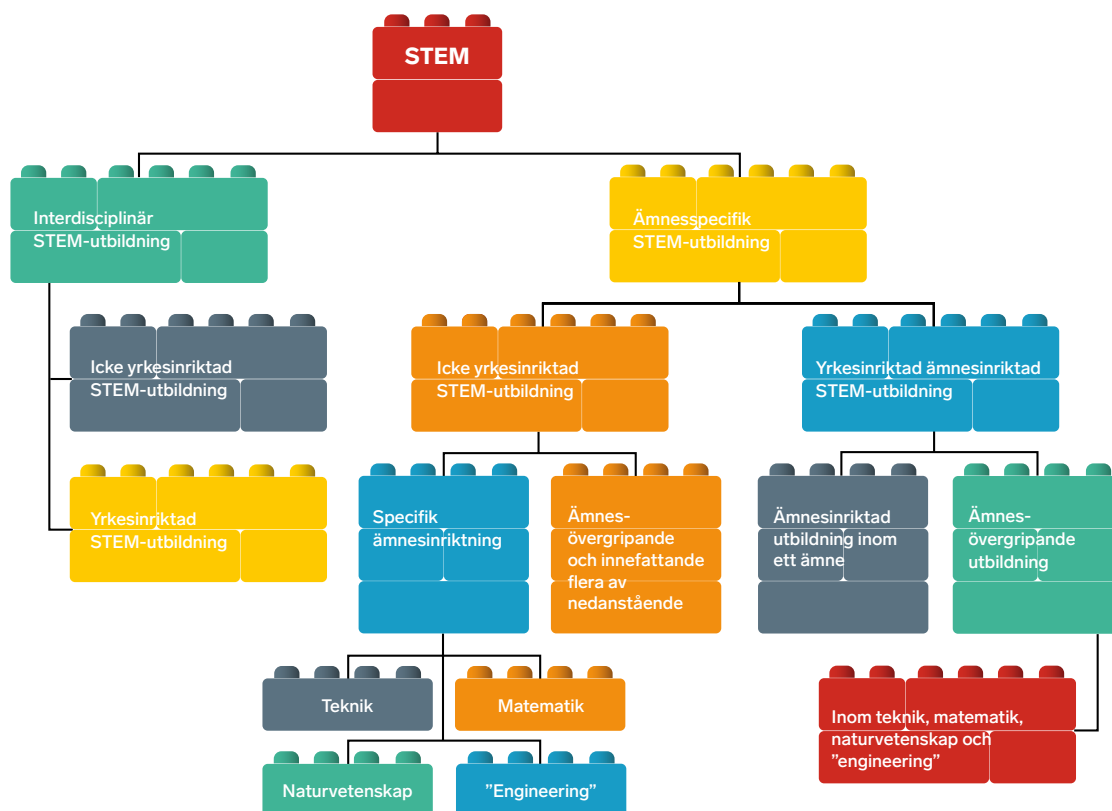 STEM
Interdisciplinär
STEM-utbildning
Ämnesspecifik
STEM-utbildning
Icke yrkesinriktad
STEM-utbildning
Icke yrkesinriktad
STEM-utbildning
Yrkesinriktad ämnesinriktad
STEM-utbildning
Yrkesinriktad
STEM-utbildning
Specifik
ämnesinriktning
Ämnes-
övergripande
och innefattande
flera av
nedanstående
Ämnesinriktad
utbildning inom
ett ämne
Ämnes-
övergripande
utbildning
Teknik
Matematik
Naturvetenskap
”Engineering”
Inom teknik, matematik,
naturvetenskap och
”engineering”